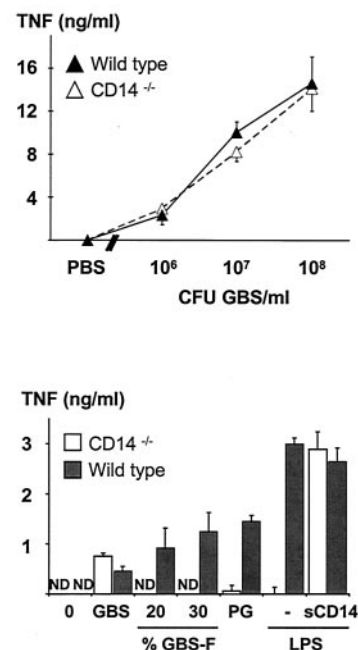 TNF (ng/ml)
16
12
8
4
Wild type
CD14 -/-
PBS 10⁶ 10⁷ 10⁸
CFU GBS/ml
TNF (ng/ml)
3
2
1
CD14 -/-
Wild type
ND ND ND ND
0 GBS 20 30 PG - sCD14
% GBS-F LPS